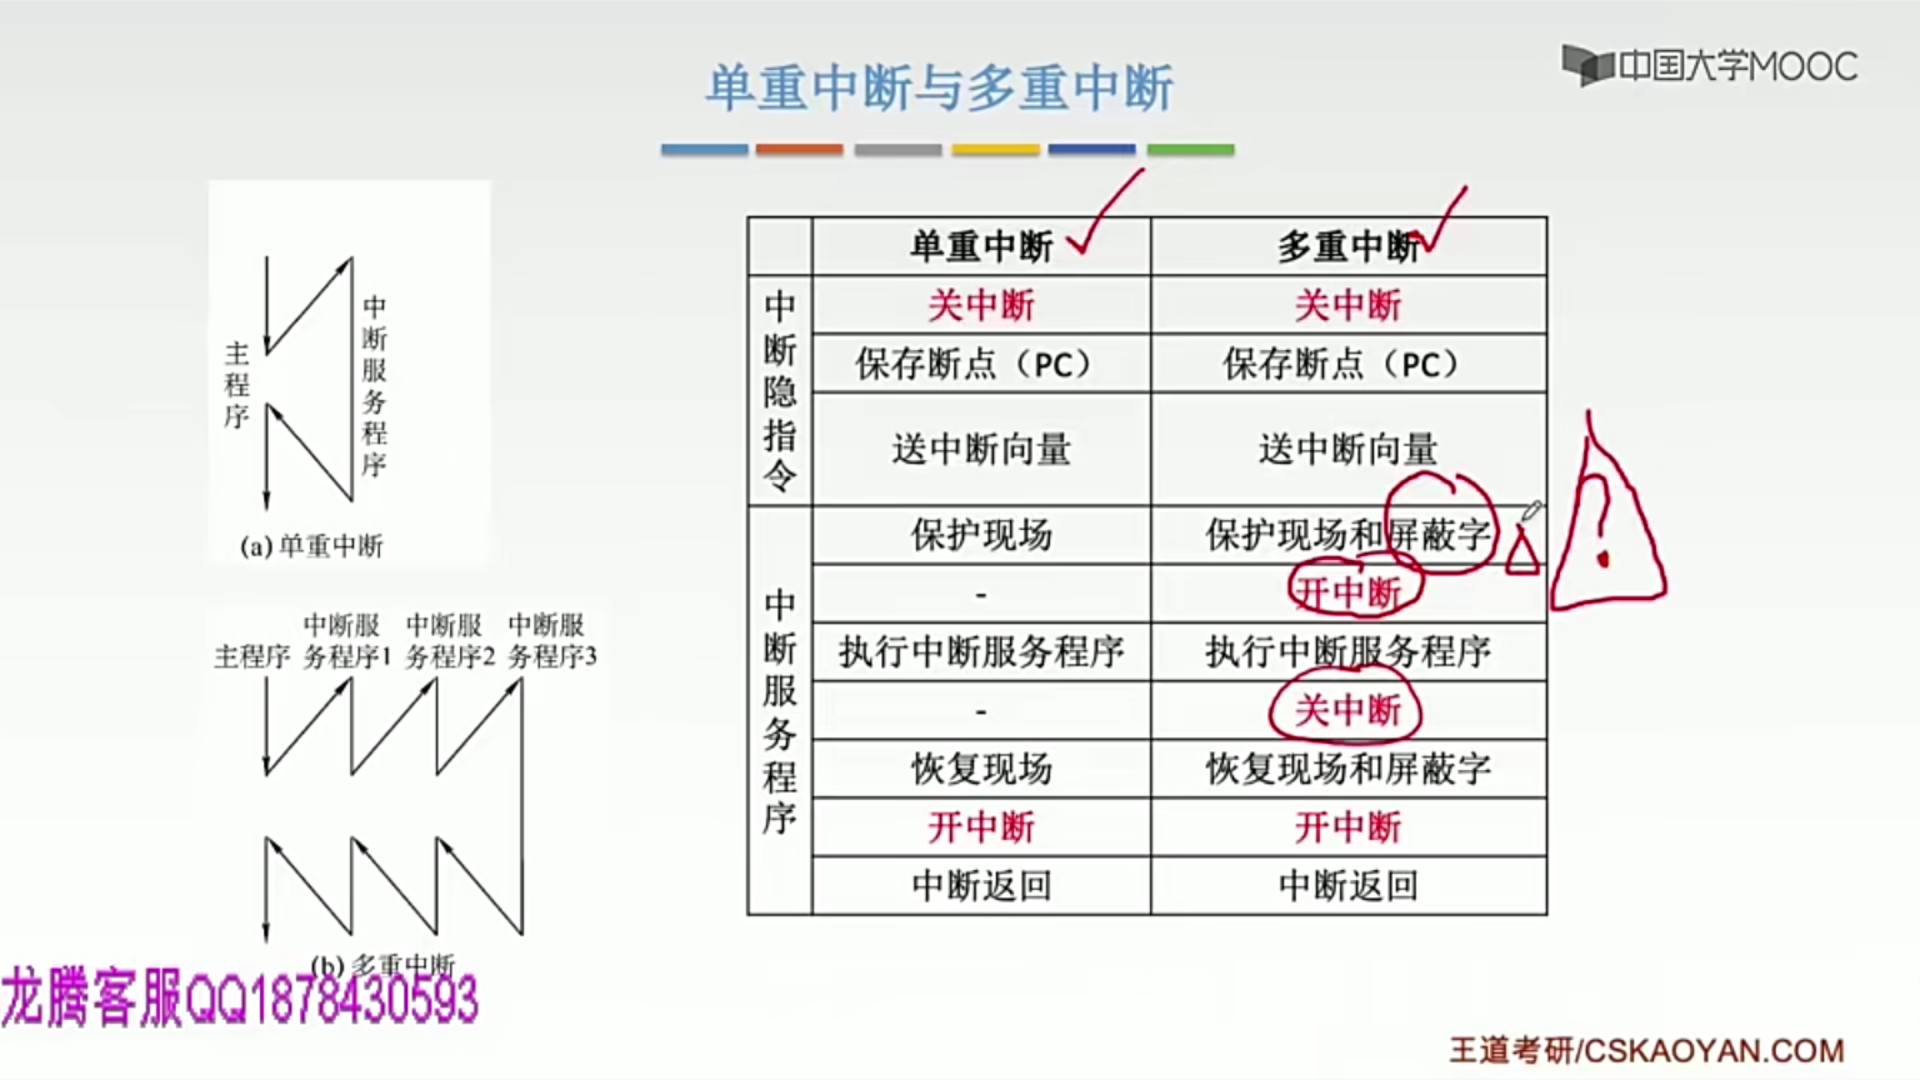 单重中断与多重中断
中国大学MOOC
主程序
中断服务程序
(a) 单重中断
主程序
中断服务程序1
中断服务程序2
中断服务程序3
(b) 多重中断
单重中断 多重中断
中断隐指令
关中断 关中断
保存断点（PC） 保存断点（PC）
送中断向量 送中断向量
中断服务程序
保护现场 保护现场和屏蔽字
- 开中断
执行中断服务程序 执行中断服务程序
- 关中断
恢复现场 恢复现场和屏蔽字
开中断 开中断
中断返回 中断返回
?
龙腾客服QQ1878430593
王道考研/CSKAOYAN.COM